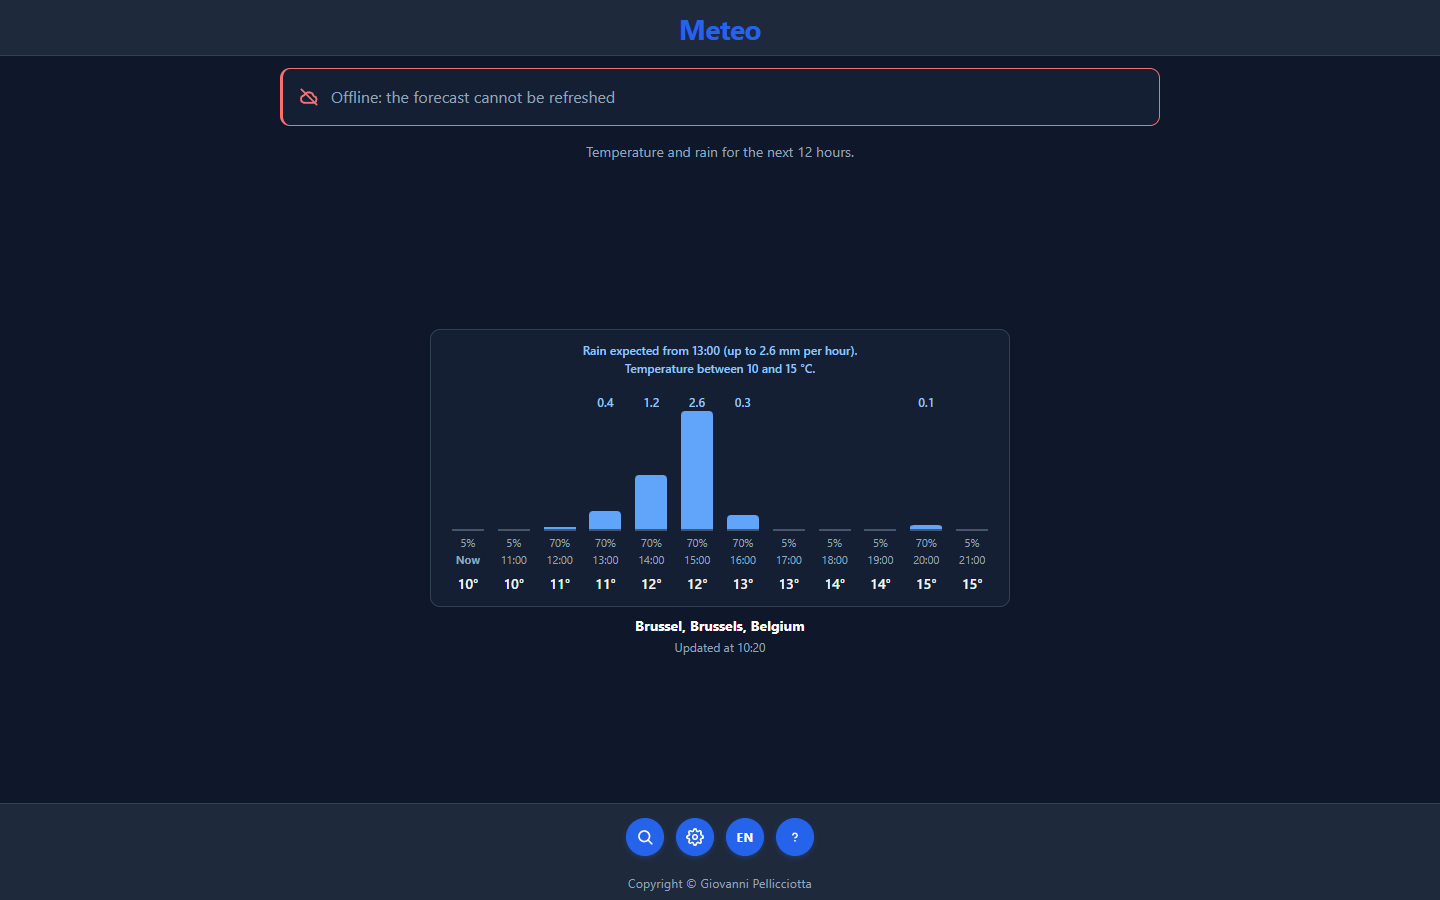 Meteo
Offline: the forecast cannot be refreshed
Temperature and rain for the next 12 hours.
Rain expected from 13:00 (up to 2.6 mm per hour).
Temperature between 10 and 15 °C.
0.4 1.2 2.6 0.3 0.1
5% 5% 70% 70% 70% 70% 70% 5% 5% 5% 70% 5%
Now 11:00 12:00 13:00 14:00 15:00 16:00 17:00 18:00 19:00 20:00 21:00
10° 10° 11° 11° 12° 12° 13° 13° 14° 14° 15° 15°
Brussel, Brussels, Belgium
Updated at 10:20
EN ?
Copyright © Giovanni Pellicciotta